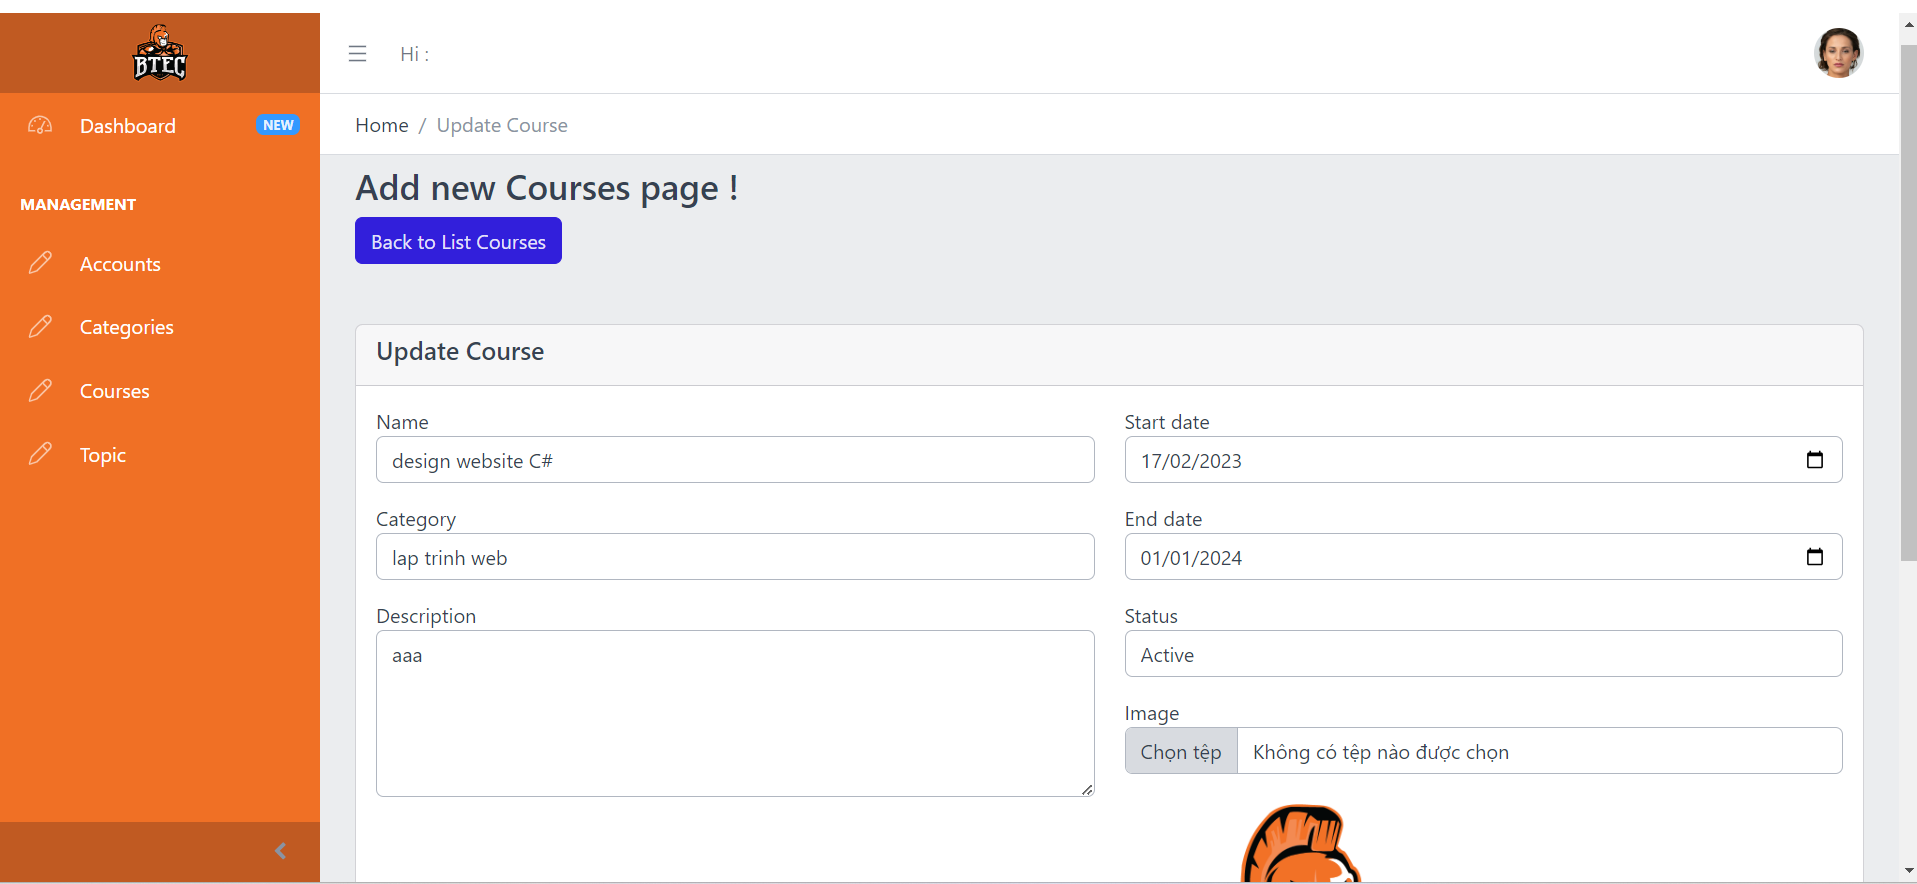 BTEC
Hi :
Dashboard
NEW
Home / Update Course
Add new Courses page !
MANAGEMENT
Back to List Courses
Accounts
Categories
Courses
Topic
Update Course
Name
design website C#
Start date
17/02/2023
Category
lap trinh web
End date
01/01/2024
Description
aaa
Status
Active
Image
Chọn tệp Không có tệp nào được chọn